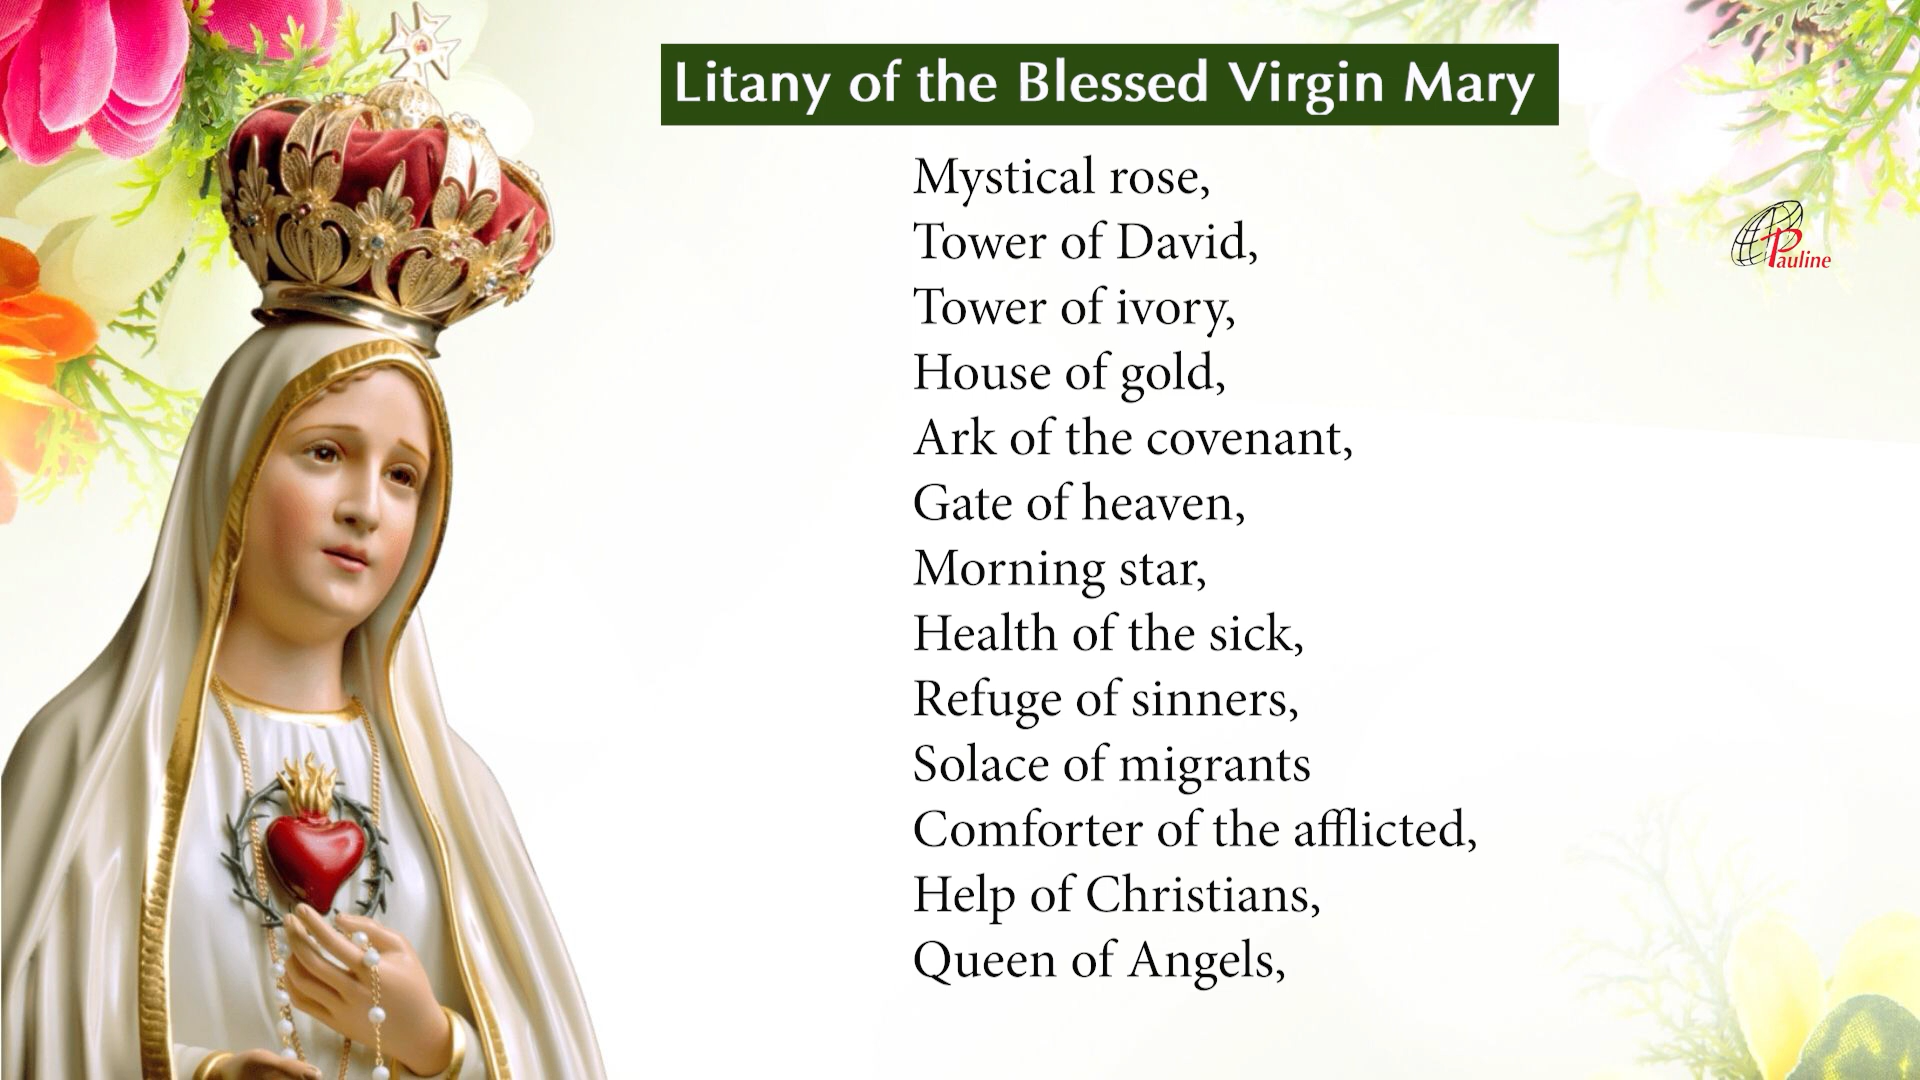 Litany of the Blessed Virgin Mary
Mystical rose,
Tower of David,
Tower of ivory,
House of gold,
Ark of the covenant,
Gate of heaven,
Morning star,
Health of the sick,
Refuge of sinners,
Solace of migrants
Comforter of the afflicted,
Help of Christians,
Queen of Angels,
Pauline